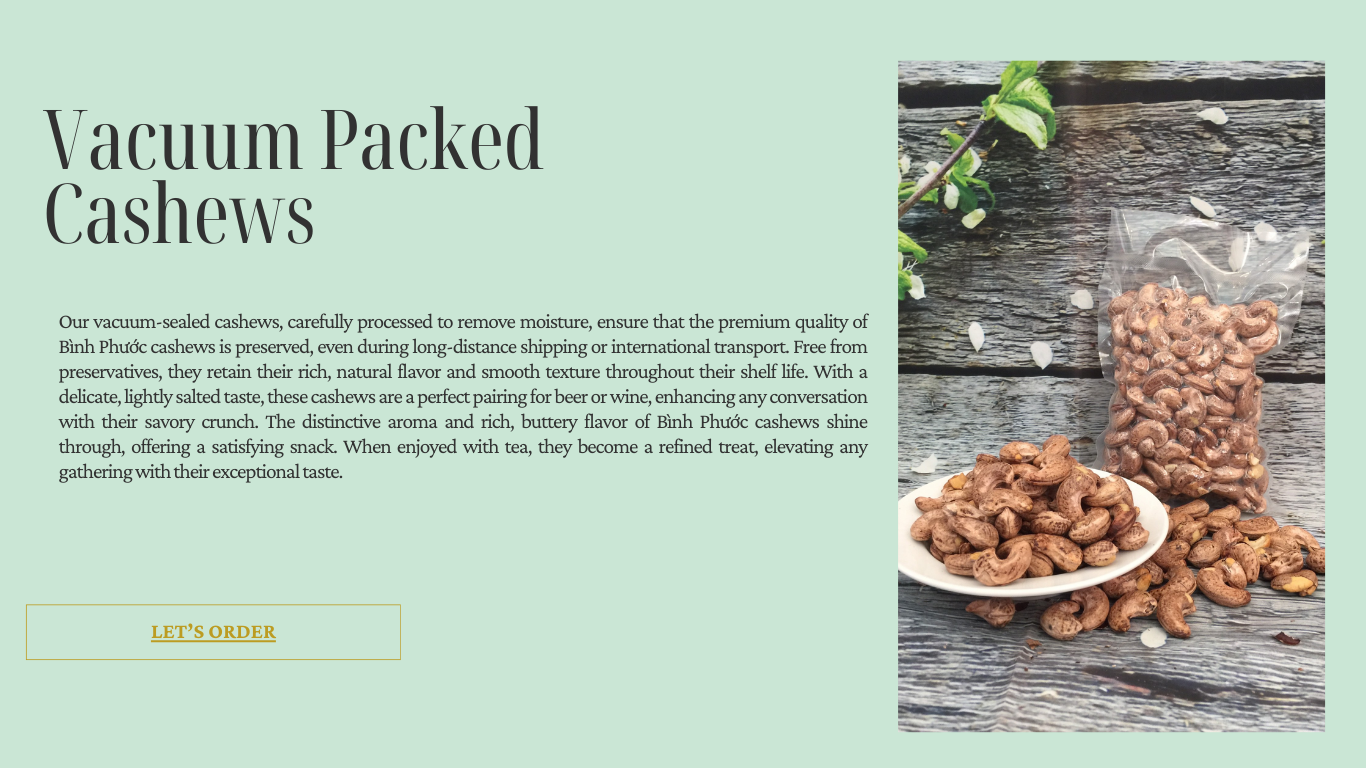 Vacuum Packed
Cashews
Our vacuum-sealed cashews, carefully processed to remove moisture, ensure that the premium quality of
Bình Phước cashews is preserved, even during long-distance shipping or international transport. Free from
preservatives, they retain their rich, natural flavor and smooth texture throughout their shelf life. With a
delicate, lightly salted taste, these cashews are a perfect pairing for beer or wine, enhancing any conversation
with their savory crunch. The distinctive aroma and rich, buttery flavor of Bình Phước cashews shine
through, offering a satisfying snack. When enjoyed with tea, they become a refined treat, elevating any
gathering with their exceptional taste.
LET’S ORDER